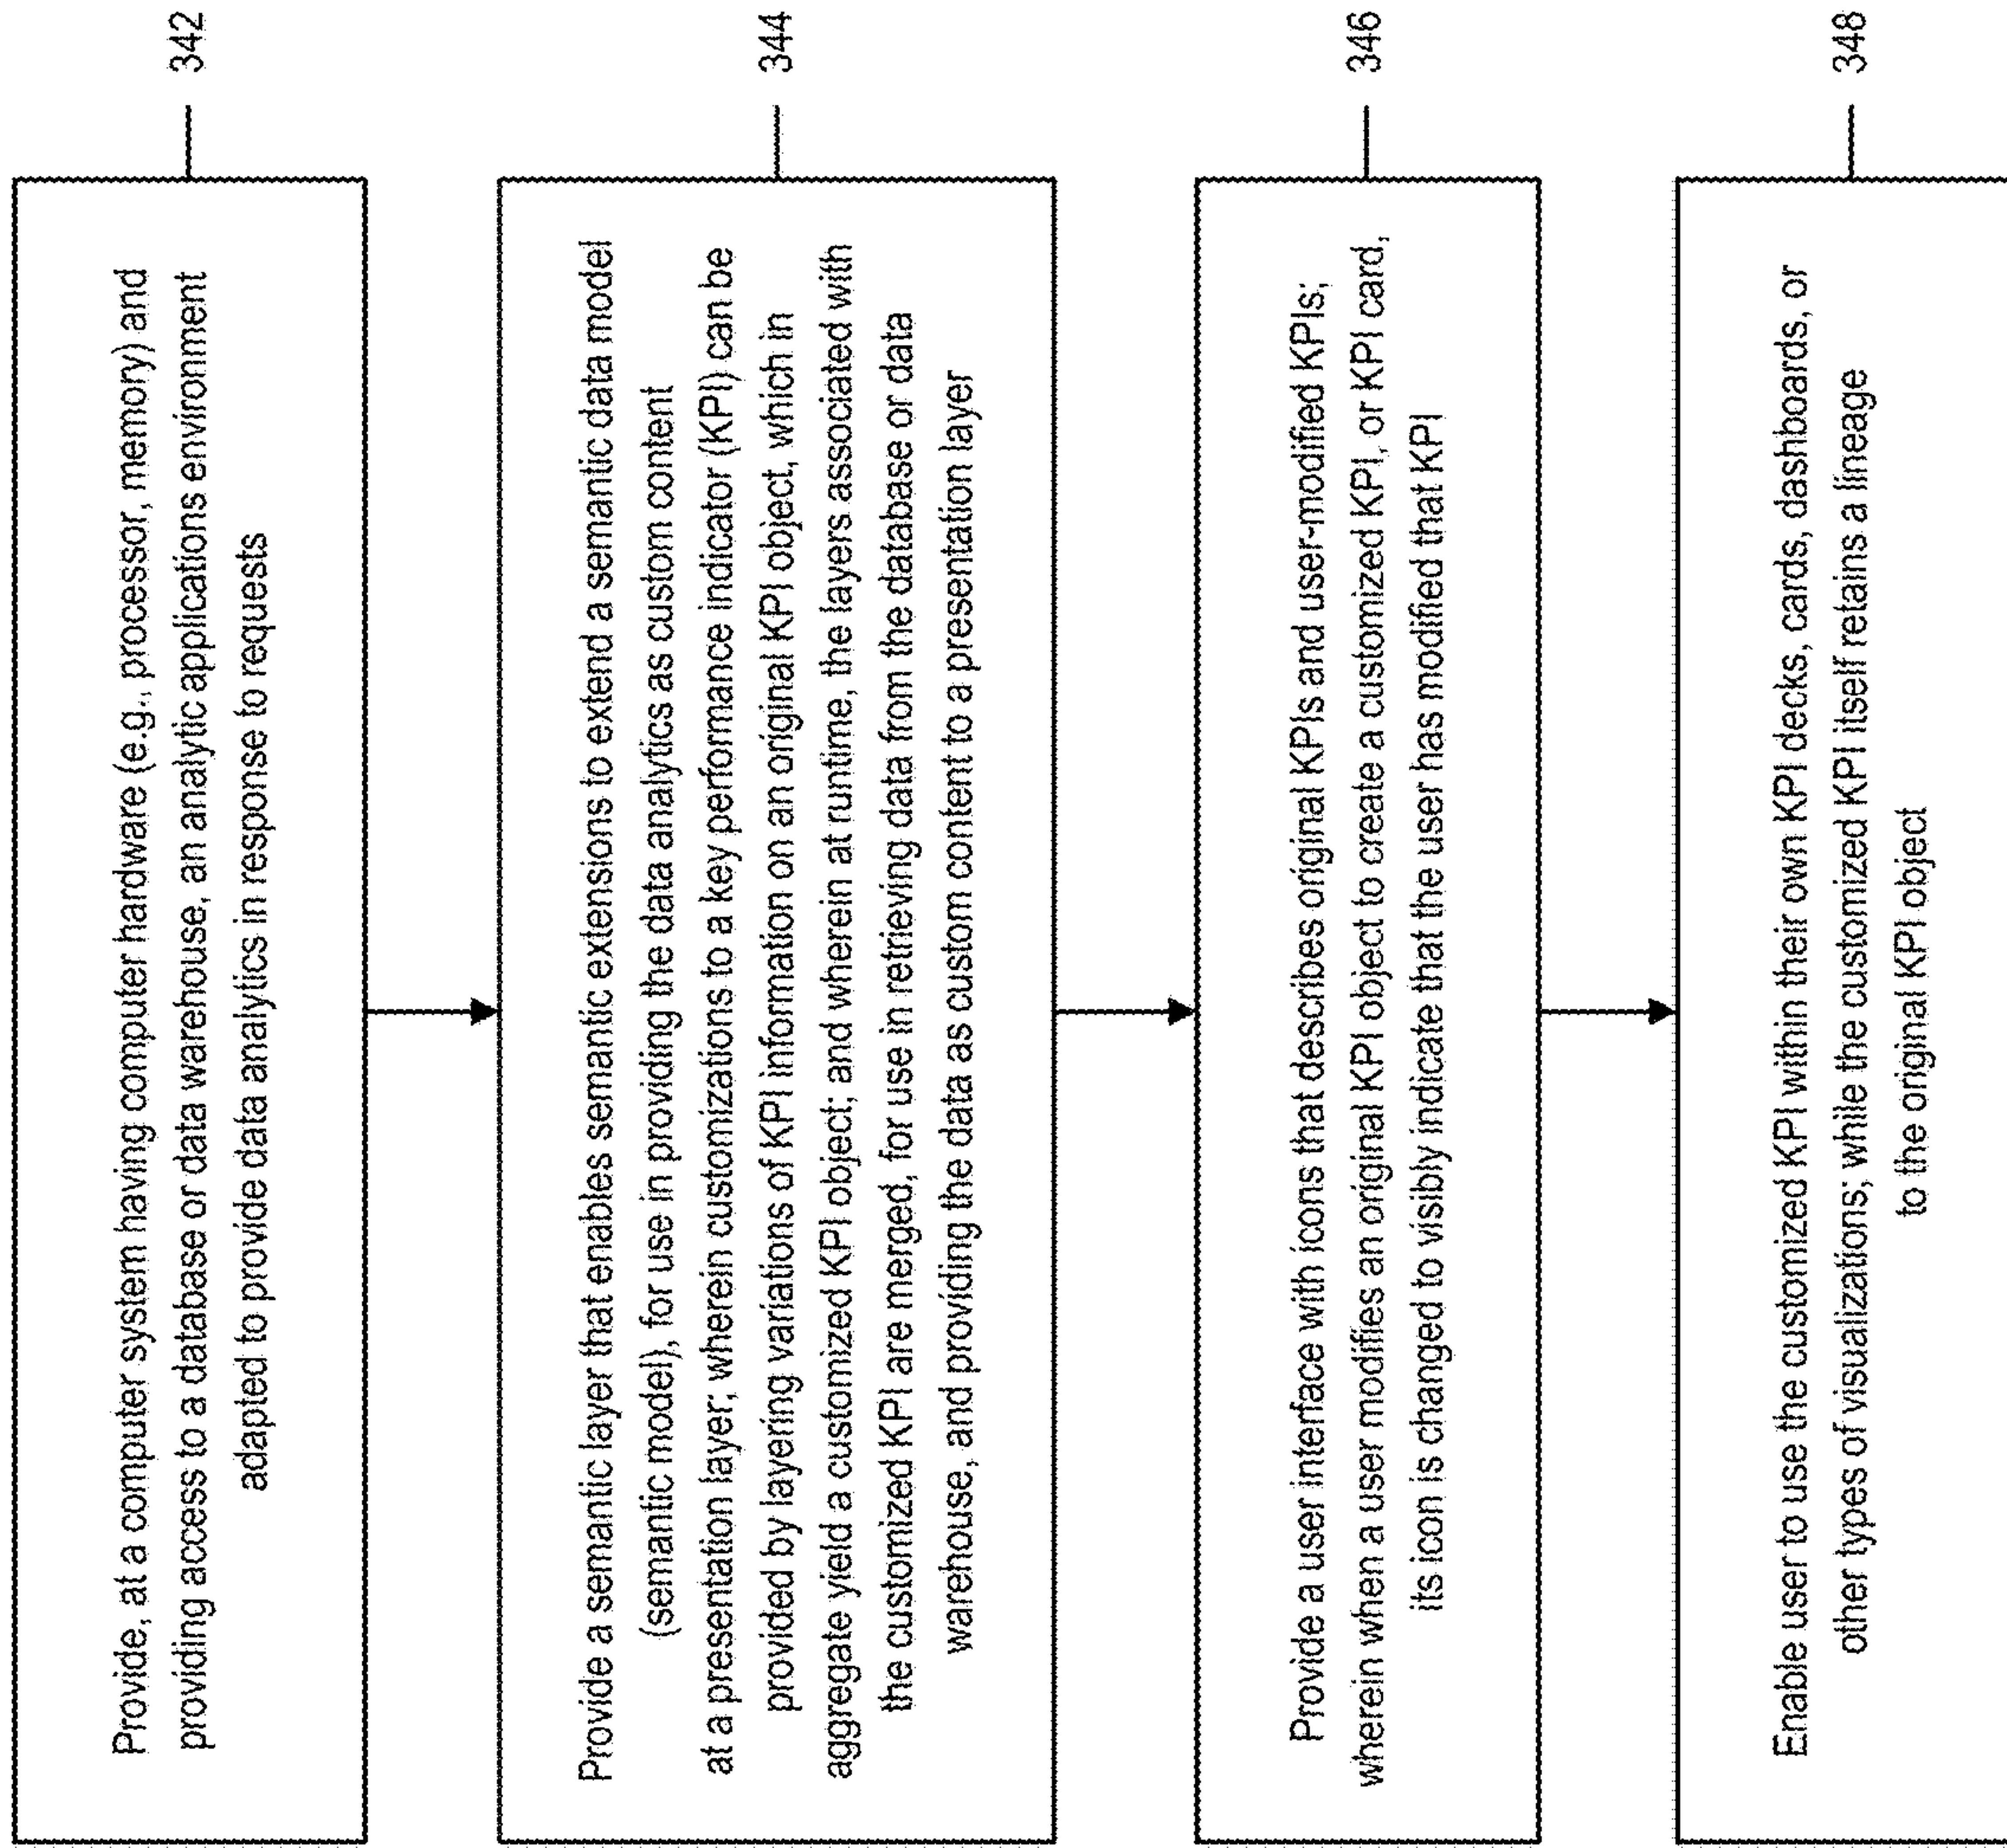 Provide, at a computer system having computer hardware (e.g., processor, memory) and
providing access to a database or data warehouse, an analytic applications environment
adapted to provide data analytics in response to requests
342
Provide a semantic layer that enables semantic extensions to extend a semantic data model
(semantic model), for use in providing the data analytics as custom content
at a presentation layer; wherein customizations to a key performance indicator (KPI) can be
provided by layering variations of KPI information on an original KPI object, which in
aggregate yield a customized KPI object; and wherein at runtime, the layers associated with
the customized KPI are merged, for use in retrieving data from the database or data
warehouse, and providing the data as custom content to a presentation layer
344
Provide a user interface with icons that describes original KPIs and user-modified KPIs;
wherein when a user modifies an original KPI object to create a customized KPI, or KPI card,
its icon is changed to visibly indicate that the user has modified that KPI
346
Enable user to use the customized KPI within their own KPI decks, cards, dashboards, or
other types of visualizations; while the customized KPI itself retains a lineage
to the original KPI object
348